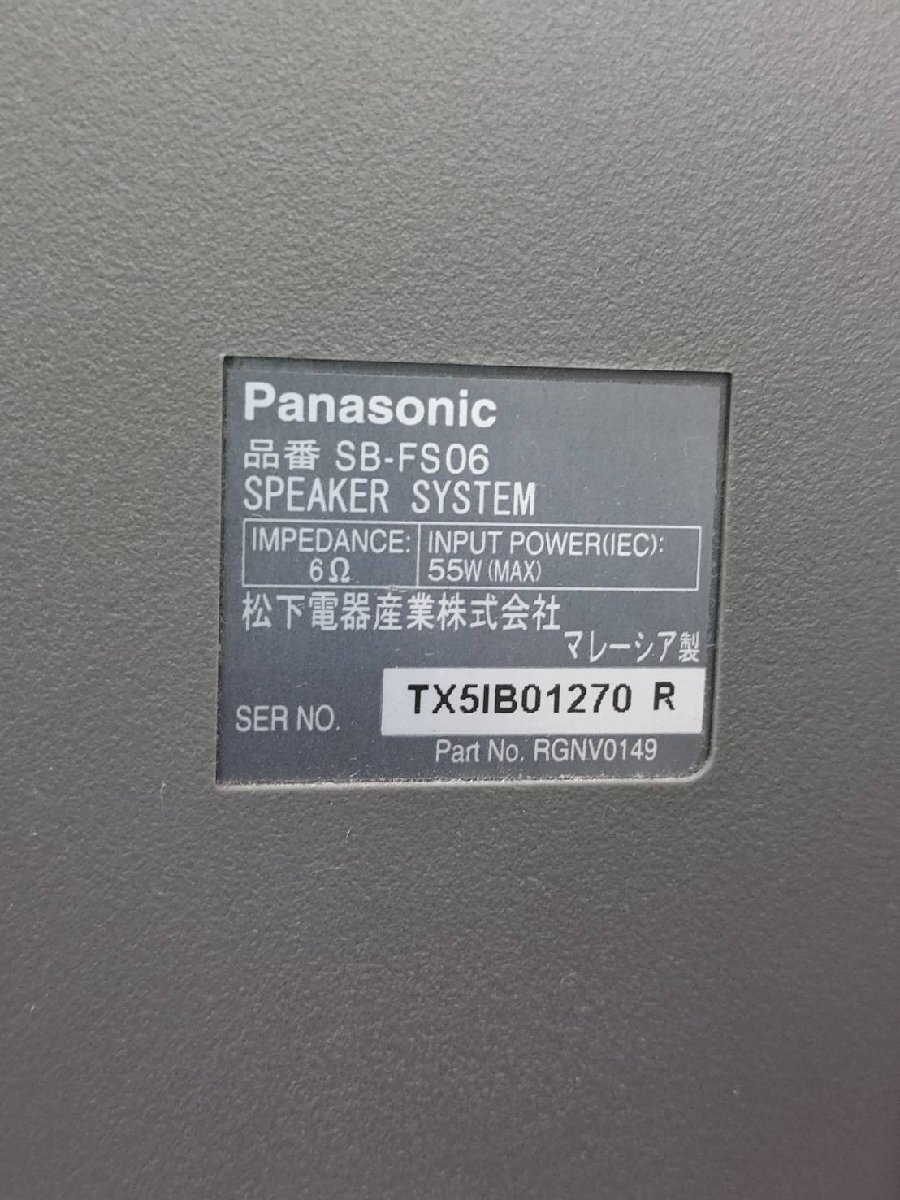 Panasonic
品番 SB-FS06
SPEAKER SYSTEM
IMPEDANCE: INPUT POWER(IEC):
6Ω 55W (MAX)
松下電器産業株式会社
マレーシア製
SER NO. TX5IB01270 R
Part No. RGNV0149